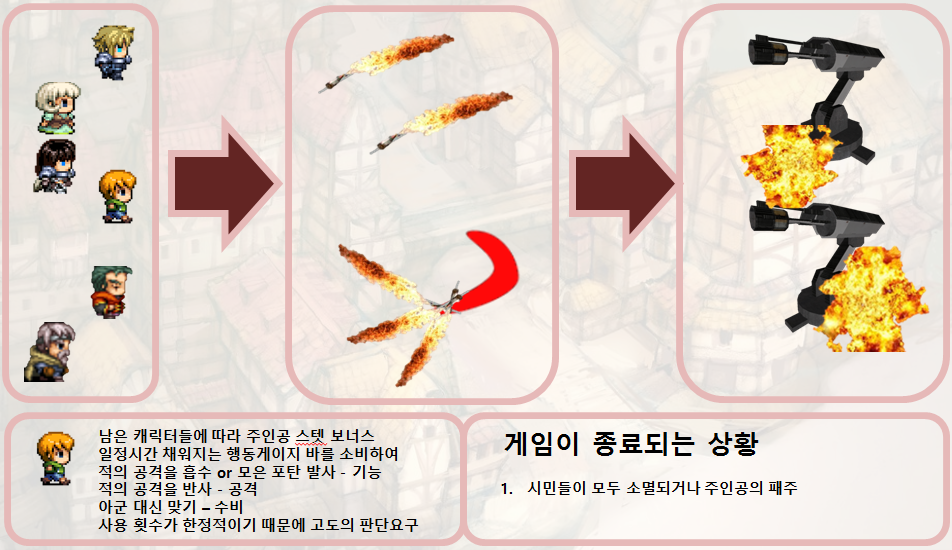 남은 캐릭터들에 따라 주인공 스텟 보너스
일정시간 채워지는 행동게이지 바를 소비하여
적의 공격을 흡수 or 모은 포탄 발사 - 기능
적의 공격을 반사 - 공격
아군 대신 맞기 – 수비
사용 횟수가 한정적이기 때문에 고도의 판단요구
게임이 종료되는 상황
1. 시민들이 모두 소멸되거나 주인공의 패주